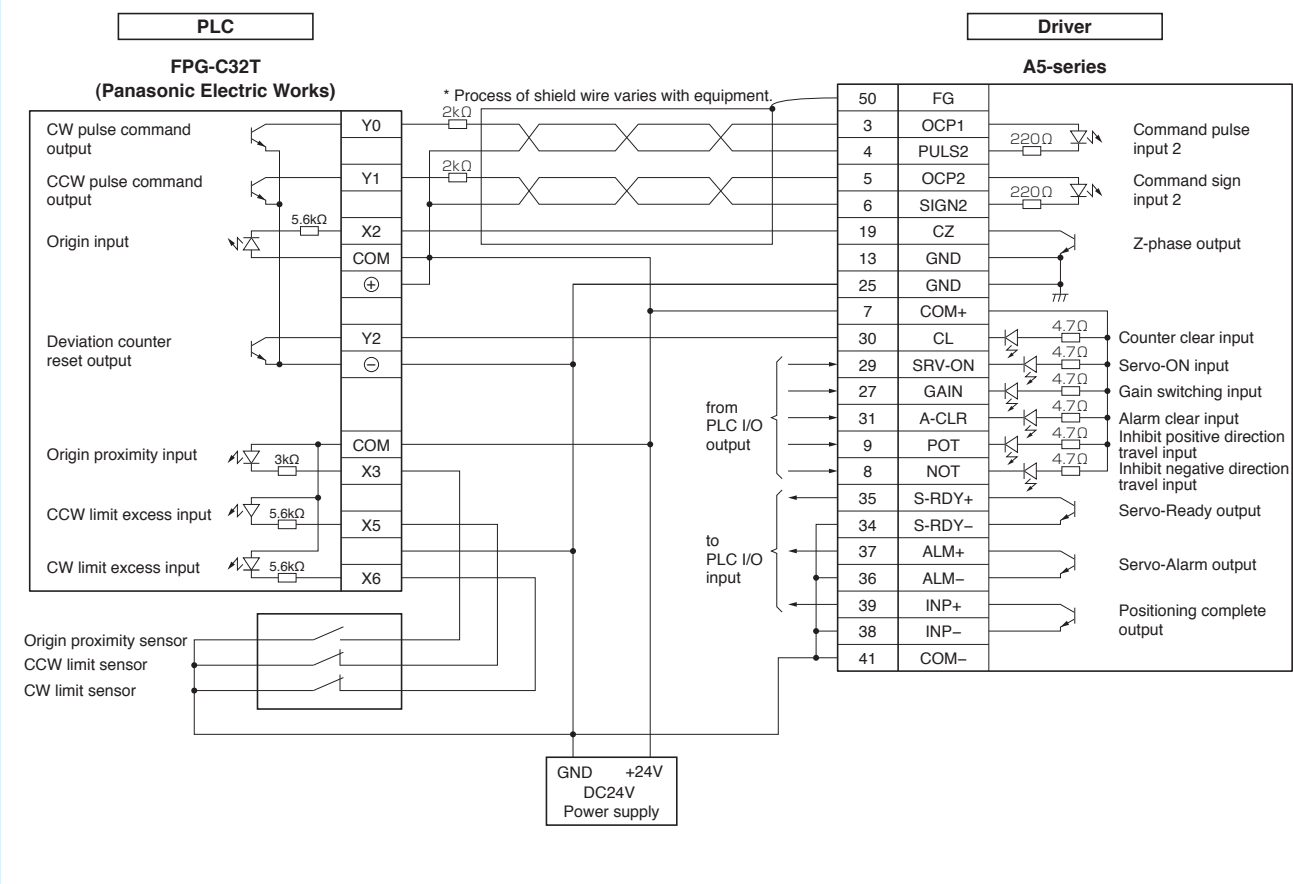 PLC
Driver
FPG-C32T
(Panasonic Electric Works)
A5-series
* Process of shield wire varies with equipment.
CW pulse command
output
CCW pulse command
output
Origin input
Deviation counter
reset output
Origin proximity input
CCW limit excess input
CW limit excess input
5.6kΩ
3kΩ
5.6kΩ
5.6kΩ
Y0
Y1
X2
COM
⊕
Y2
⊖
COM
X3
X5
X6
2kΩ
2kΩ
from
PLC I/O
output
to
PLC I/O
input
50 FG
3 OCP1
4 PULS2
5 OCP2
6 SIGN2
19 CZ
13 GND
25 GND
7 COM+
30 CL
29 SRV-ON
27 GAIN
31 A-CLR
9 POT
8 NOT
35 S-RDY+
34 S-RDY−
37 ALM+
36 ALM−
39 INP+
38 INP−
41 COM−
220Ω
220Ω
4.7Ω
4.7Ω
4.7Ω
4.7Ω
4.7Ω
4.7Ω
Command pulse
input 2
Command sign
input 2
Z-phase output
Counter clear input
Servo-ON input
Gain switching input
Alarm clear input
Inhibit positive direction
travel input
Inhibit negative direction
travel input
Servo-Ready output
Servo-Alarm output
Positioning complete
output
Origin proximity sensor
CCW limit sensor
CW limit sensor
GND +24V
DC24V
Power supply